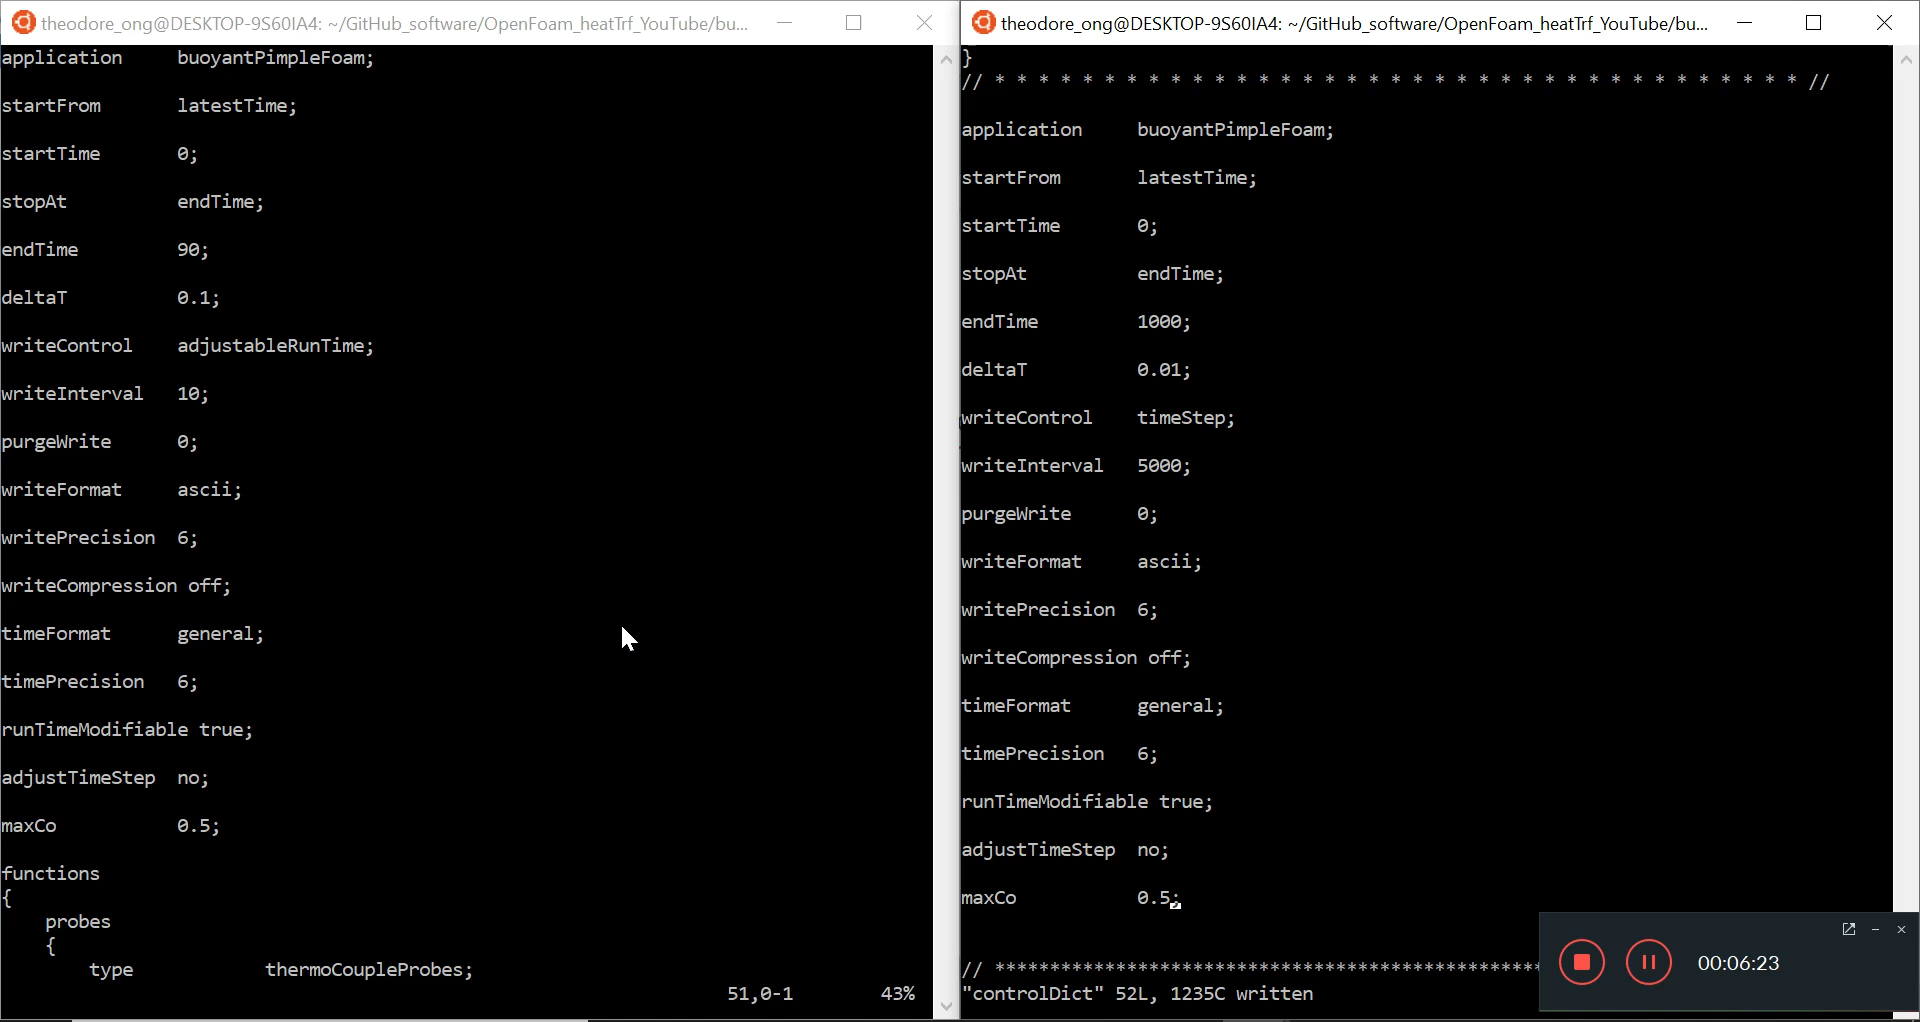 theodore_ong@DESKTOP-9S60IA4: ~/GitHub_software/OpenFoam_heatTrf_YouTube/bu...
application     buoyantPimpleFoam;
startFrom       latestTime;
startTime       0;
stopAt          endTime;
endTime         90;
deltaT          0.1;
writeControl    adjustableRunTime;
writeInterval   10;
purgeWrite      0;
writeFormat     ascii;
writePrecision  6;
writeCompression off;
timeFormat      general;
timePrecision   6;
runTimeModifiable true;
adjustTimeStep  no;
maxCo           0.5;
functions
{
    probes
    {
        type            thermoCoupleProbes;
51,0-1        43%
theodore_ong@DESKTOP-9S60IA4: ~/GitHub_software/OpenFoam_heatTrf_YouTube/bu...
}
// * * * * * * * * * * * * * * * * * * * * * * * * * * * * * * * * * * * * * //
application     buoyantPimpleFoam;
startFrom       latestTime;
startTime       0;
stopAt          endTime;
endTime         1000;
deltaT          0.01;
writeControl    timeStep;
writeInterval   5000;
purgeWrite      0;
writeFormat     ascii;
writePrecision  6;
writeCompression off;
timeFormat      general;
timePrecision   6;
runTimeModifiable true;
adjustTimeStep  no;
maxCo           0.5;
// **************************************************
"controlDict" 52L, 1235C written
00:06:23